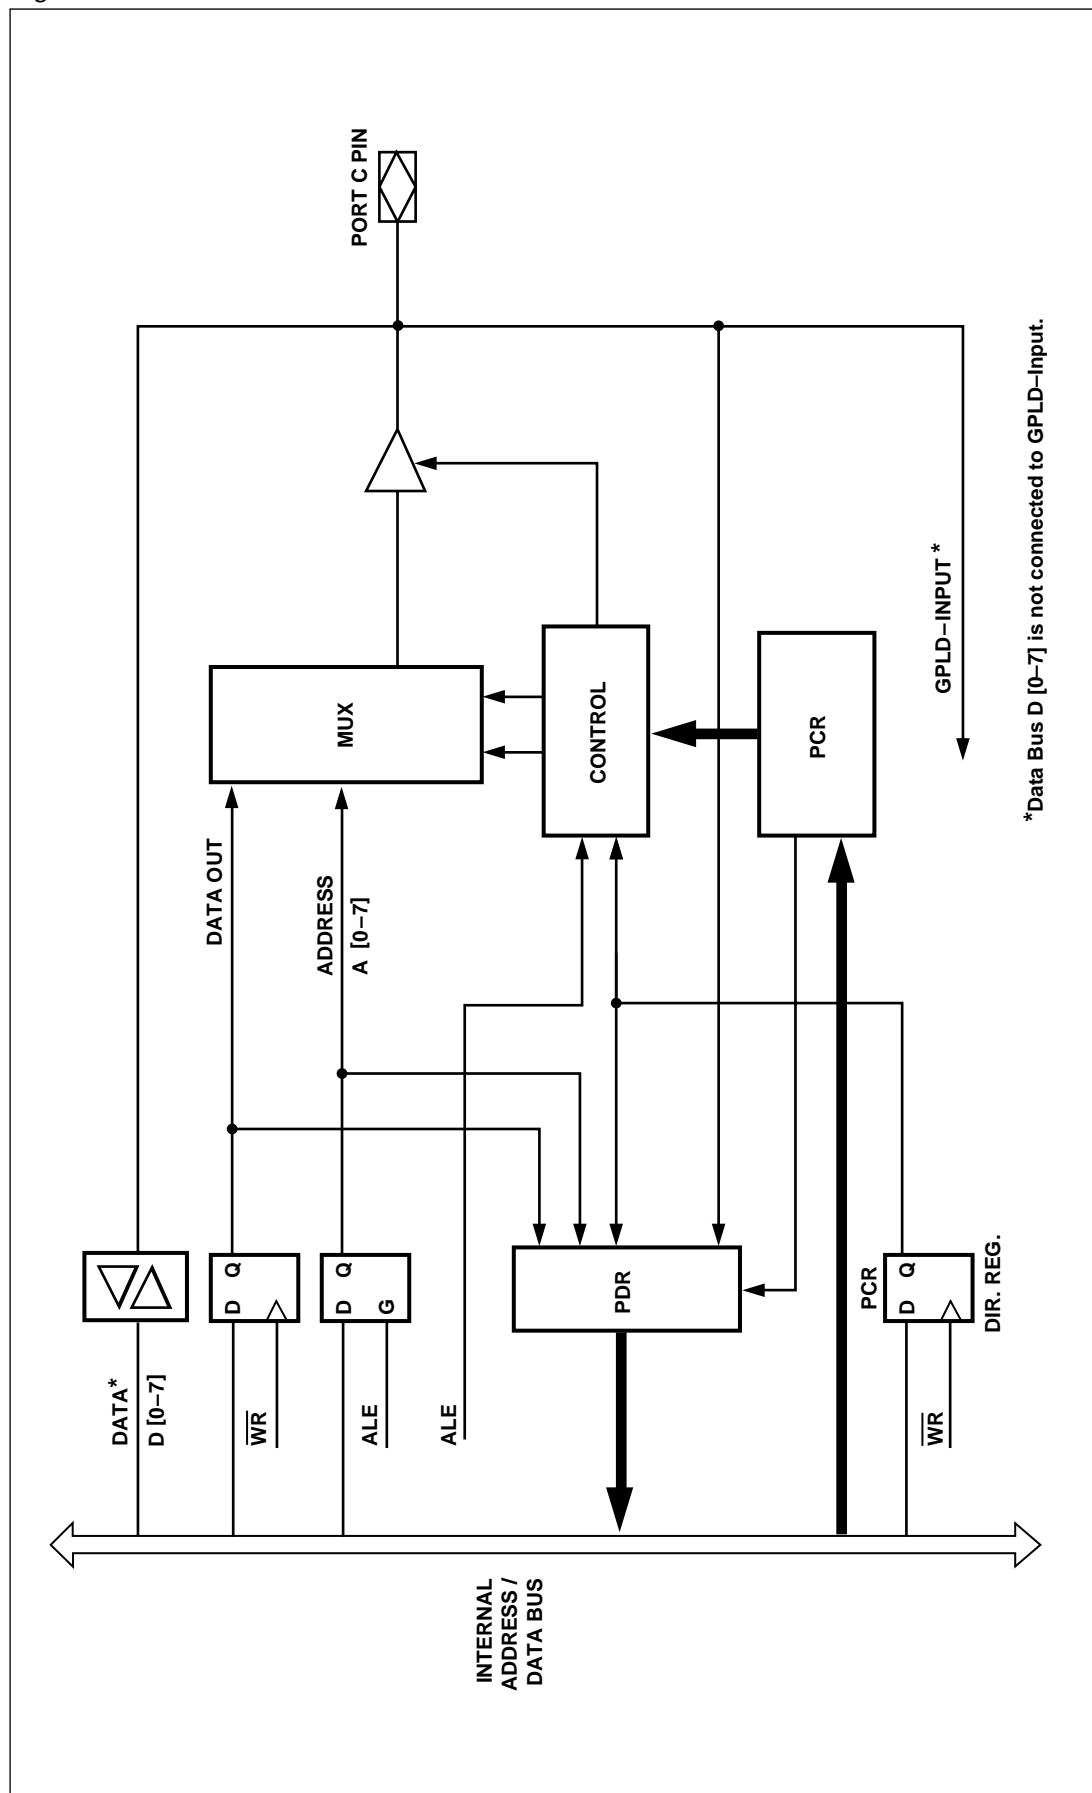 PORT C PIN
DATA OUT
ADDRESS
A [0–7]
MUX
CONTROL
PCR
GPLD–INPUT *
*Data Bus D [0–7] is not connected to GPLD–Input.
DATA*
D [0–7]
D Q
WR
D Q
G
ALE
ALE
PDR
PCR
D Q
DIR. REG.
WR
INTERNAL
ADDRESS /
DATA BUS